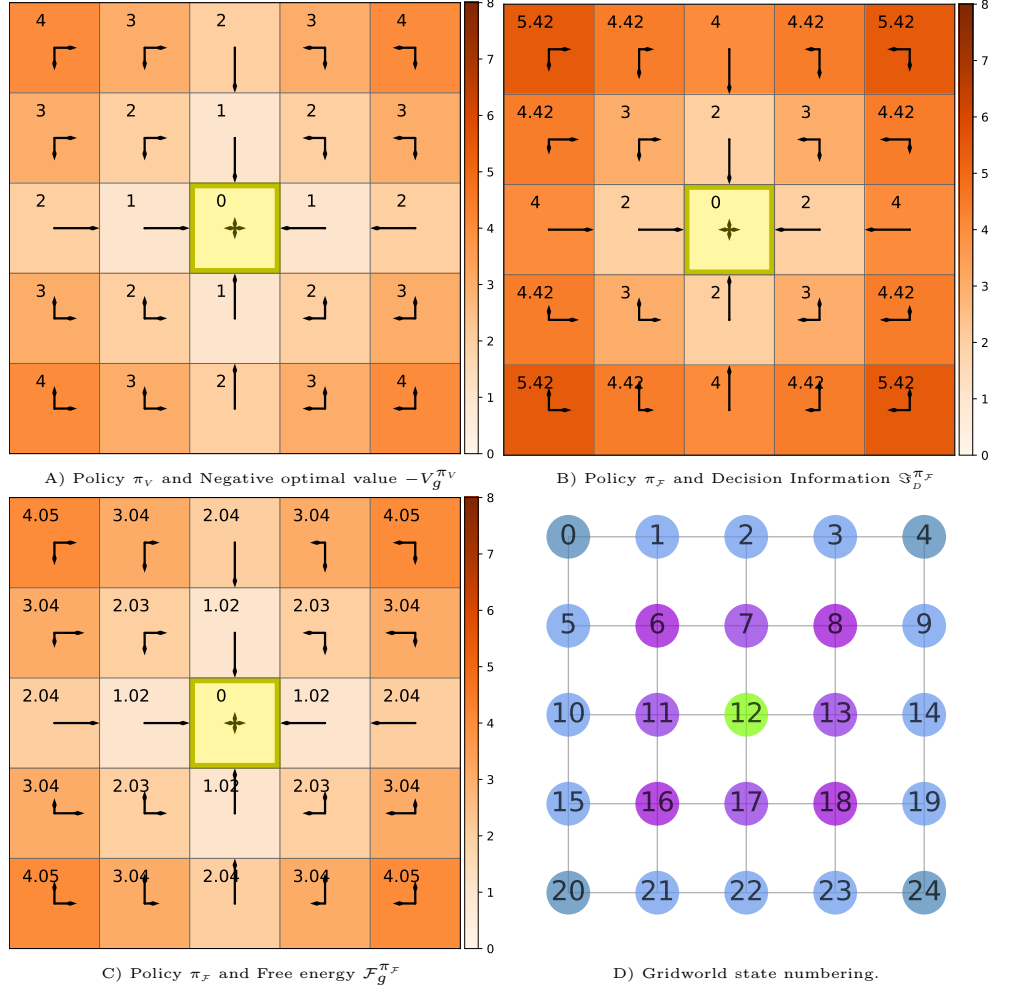 4 3 2 3 4 8
7
3 2 1 2 3 6
5
2 1 0 1 2 4
3 2 1 2 3 3
2
4 3 2 3 4 1
0
A) Policy π_V and Negative optimal value −V_g^{π_V}
5.42 4.42 4 4.42 5.42 8
7
4.42 3 2 3 4.42 6
5
4 2 0 2 4 4
4.42 3 2 3 4.42 3
2
5.42 4.42 4 4.42 5.42 1
0
B) Policy π_ℱ and Decision Information ℑ_D^{π_ℱ}
4.05 3.04 2.04 3.04 4.05 8
7
3.04 2.03 1.02 2.03 3.04 6
5
2.04 1.02 0 1.02 2.04 4
3.04 2.03 1.02 2.03 3.04 3
2
4.05 3.04 2.04 3.04 4.05 1
0
C) Policy π_ℱ and Free energy ℱ_g^{π_ℱ}
0 1 2 3 4
5 6 7 8 9
10 11 12 13 14
15 16 17 18 19
20 21 22 23 24
D) Gridworld state numbering.